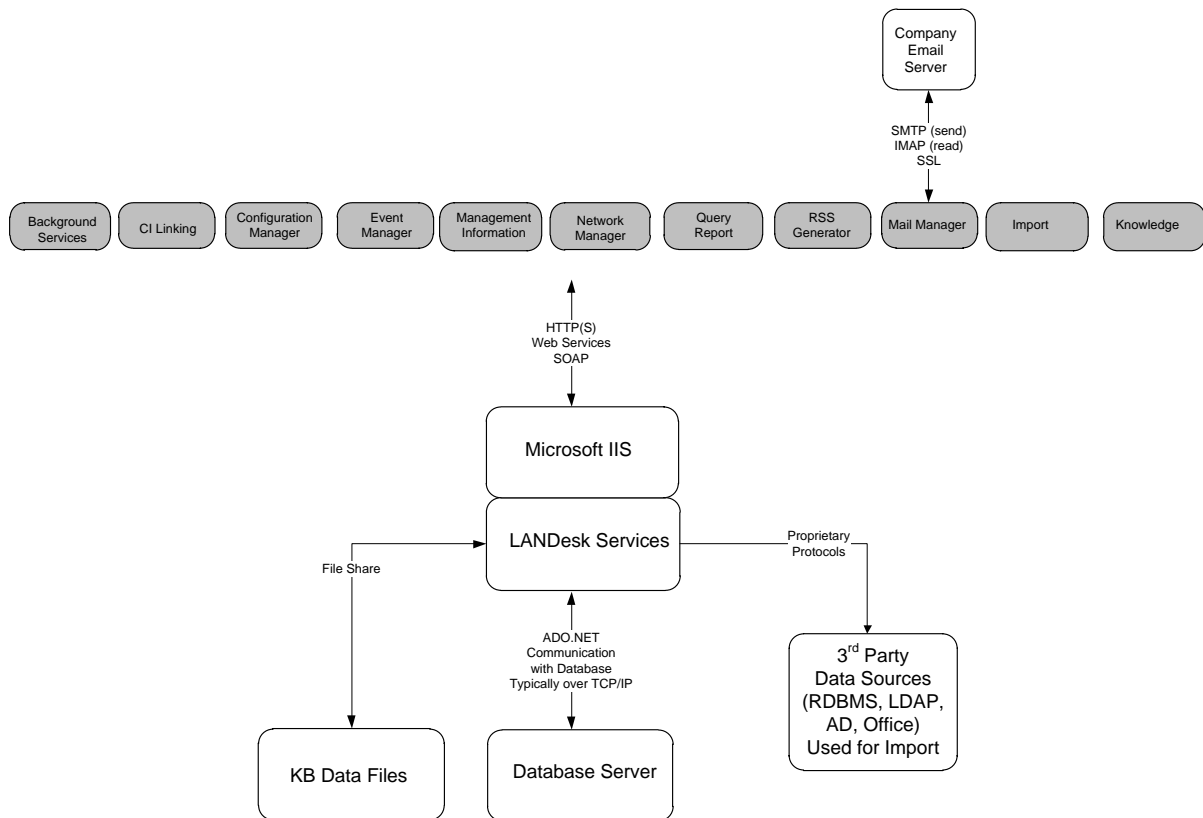 Company
Email
Server
SMTP (send)
IMAP (read)
SSL
Background
Services
CI Linking
Configuration
Manager
Event
Manager
Management
Information
Network
Manager
Query
Report
RSS
Generator
Mail Manager
Import
Knowledge
HTTP(S)
Web Services
SOAP
Microsoft IIS
LANDesk Services
Proprietary
Protocols
File Share
ADO.NET
Communication
with Database
Typically over TCP/IP
3rd Party
Data Sources
(RDBMS, LDAP,
AD, Office)
Used for Import
KB Data Files
Database Server